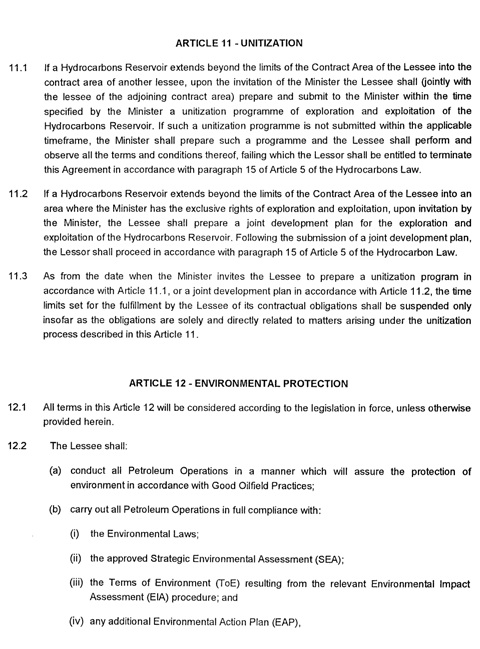 ARTICLE 11 - UNITIZATION
11.1 If a Hydrocarbons Reservoir extends beyond the limits of the Contract Area of the Lessee into the
contract area of another lessee, upon the invitation of the Minister the Lessee shall (jointly with
the lessee of the adjoining contract area) prepare and submit to the Minister within the time
specified by the Minister a unitization programme of exploration and exploitation of the
Hydrocarbons Reservoir. If such a unitization programme is not submitted within the applicable
timeframe, the Minister shall prepare such a programme and the Lessee shall perform and
observe all the terms and conditions thereof, failing which the Lessor shall be entitled to terminate
this Agreement in accordance with paragraph 15 of Article 5 of the Hydrocarbons Law.
11.2 If a Hydrocarbons Reservoir extends beyond the limits of the Contract Area of the Lessee into an
area where the Minister has the exclusive rights of exploration and exploitation, upon invitation by
the Minister, the Lessee shall prepare a joint development plan for the exploration and
exploitation of the Hydrocarbons Reservoir. Following the submission of a joint development plan,
the Lessor shall proceed in accordance with paragraph 15 of Article 5 of the Hydrocarbon Law.
11.3 As from the date when the Minister invites the Lessee to prepare a unitization program in
accordance with Article 11.1, or a joint development plan in accordance with Article 11.2, the time
limits set for the fulfillment by the Lessee of its contractual obligations shall be suspended only
insofar as the obligations are solely and directly related to matters arising under the unitization
process described in this Article 11.
ARTICLE 12 - ENVIRONMENTAL PROTECTION
12.1 All terms in this Article 12 will be considered according to the legislation in force, unless otherwise
provided herein.
12.2 The Lessee shall:
(a) conduct all Petroleum Operations in a manner which will assure the protection of
environment in accordance with Good Oilfield Practices;
(b) carry out all Petroleum Operations in full compliance with:
(i) the Environmental Laws;
(ii) the approved Strategic Environmental Assessment (SEA);
(iii) the Terms of Environment (ToE) resulting from the relevant Environmental Impact
Assessment (EIA) procedure; and
(iv) any additional Environmental Action Plan (EAP),